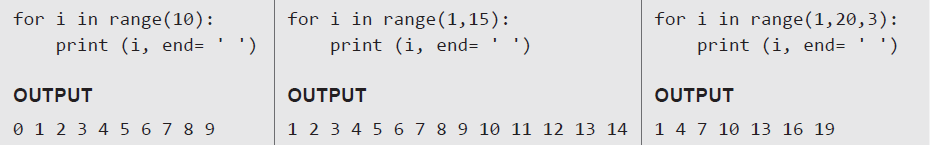 for i in range(10):
    print (i, end= ' ')
OUTPUT
0 1 2 3 4 5 6 7 8 9
for i in range(1,15):
    print (i, end= ' ')
OUTPUT
1 2 3 4 5 6 7 8 9 10 11 12 13 14
for i in range(1,20,3):
    print (i, end= ' ')
OUTPUT
1 4 7 10 13 16 19